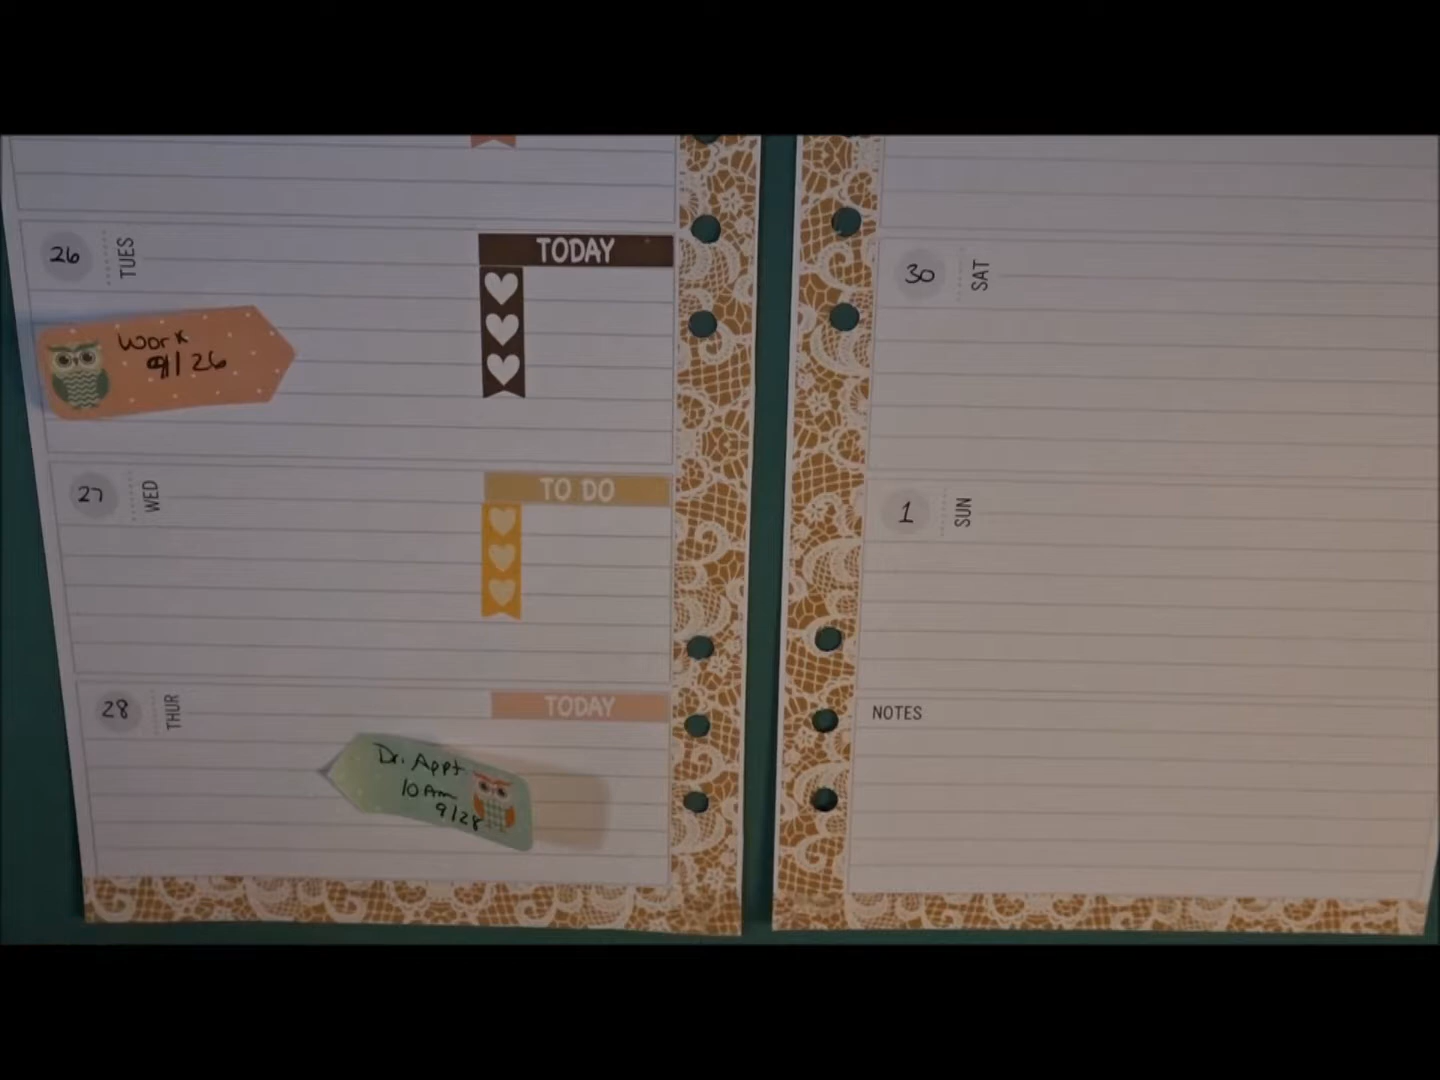 26
TUES
TODAY
Work
9/26
27
WED
TO DO
28
THUR
TODAY
Dr. Appt
10 Am
9/28
30
SAT
1
SUN
NOTES